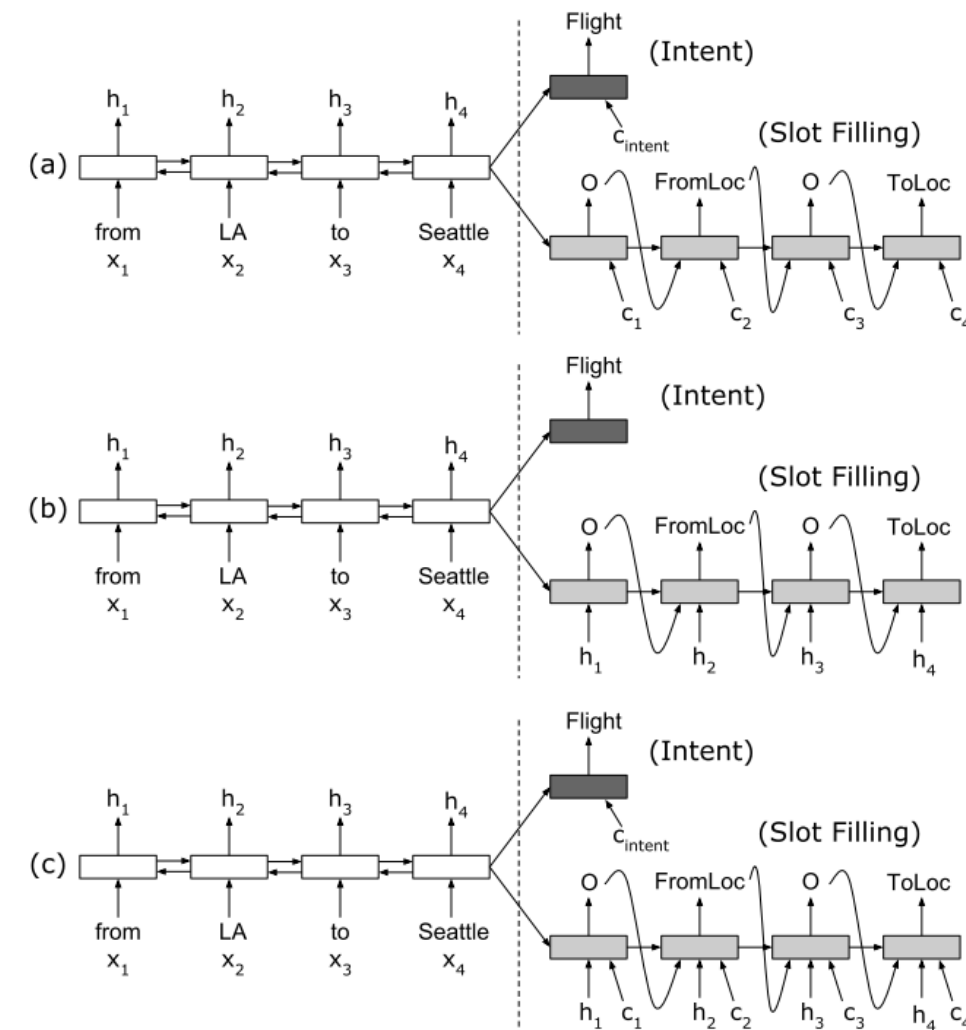 Flight
(Intent)
h₁ h₂ h₃ h₄
c_intent
(Slot Filling)
(a)
O FromLoc O ToLoc
from LA to Seattle
x₁ x₂ x₃ x₄
c₁ c₂ c₃ c₄
Flight
(Intent)
h₁ h₂ h₃ h₄
(Slot Filling)
(b)
O FromLoc O ToLoc
from LA to Seattle
x₁ x₂ x₃ x₄
h₁ h₂ h₃ h₄
Flight
(Intent)
h₁ h₂ h₃ h₄
c_intent
(Slot Filling)
(c)
O FromLoc O ToLoc
from LA to Seattle
x₁ x₂ x₃ x₄
h₁ c₁ h₂ c₂ h₃ c₃ h₄ c₄